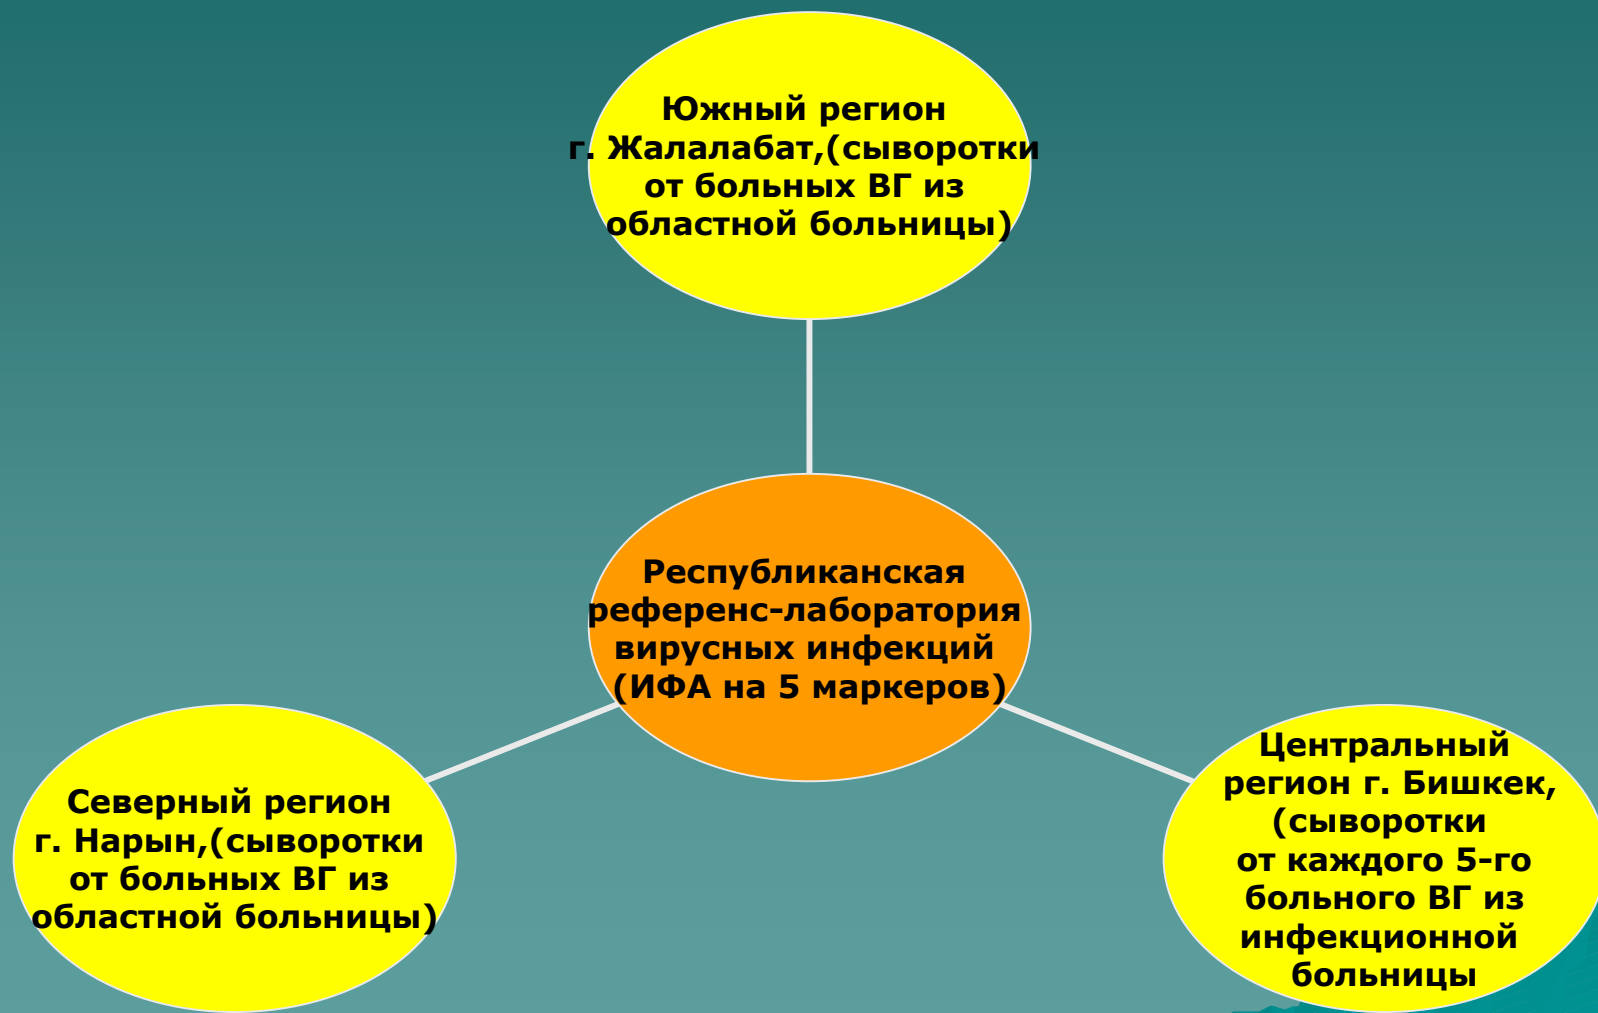 Южный регион
г. Жалалабат,(сыворотки
от больных ВГ из
областной больницы)
Республиканская
референс-лаборатория
вирусных инфекций
(ИФА на 5 маркеров)
Северный регион
г. Нарын,(сыворотки
от больных ВГ из
областной больницы)
Центральный
регион г. Бишкек,
(сыворотки
от каждого 5-го
больного ВГ из
инфекционной
больницы